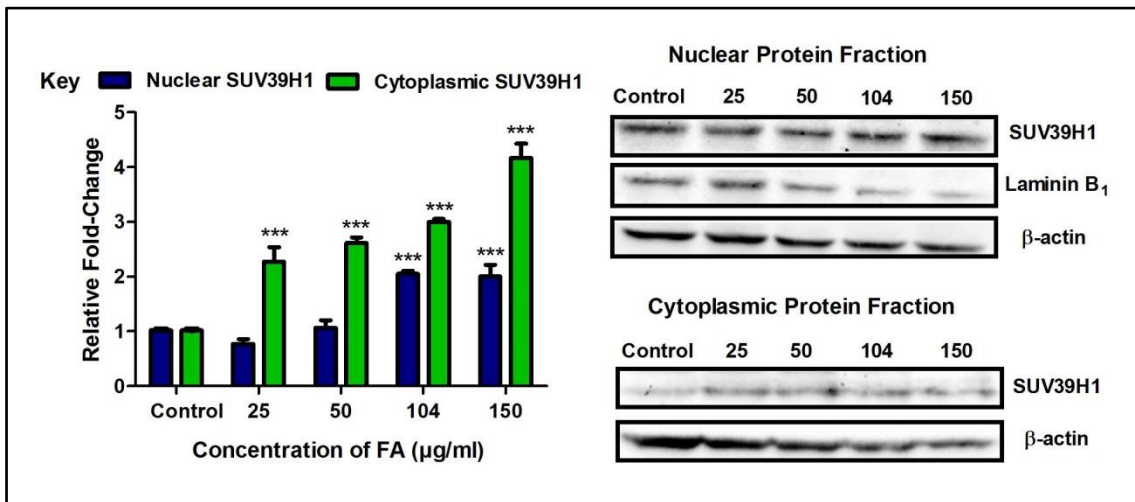 Key Nuclear SUV39H1 Cytoplasmic SUV39H1
Relative Fold-Change
5
4
3
2
1
0
***
***
***
***
***
***
Control 25 50 104 150
Concentration of FA (µg/ml)
Nuclear Protein Fraction
Control 25 50 104 150
SUV39H1
Laminin B₁
β-actin
Cytoplasmic Protein Fraction
Control 25 50 104 150
SUV39H1
β-actin